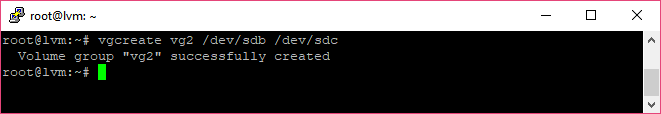 root@lvm: ~
root@lvm:~# vgcreate vg2 /dev/sdb /dev/sdc
  Volume group "vg2" successfully created
root@lvm:~#